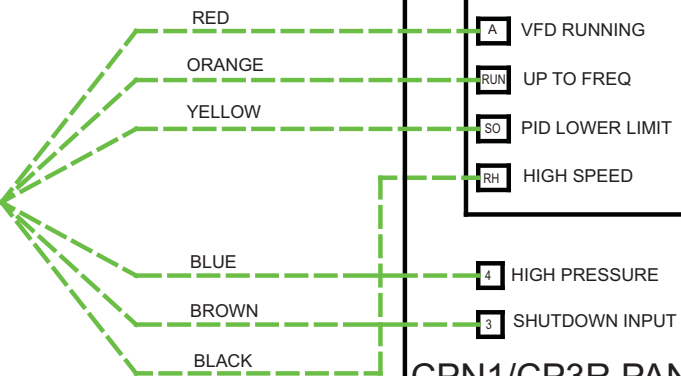 RED
A VFD RUNNING
ORANGE
RUN UP TO FREQ
YELLOW
SO PID LOWER LIMIT
RH HIGH SPEED
BLUE
4 HIGH PRESSURE
BROWN
3 SHUTDOWN INPUT
BLACK